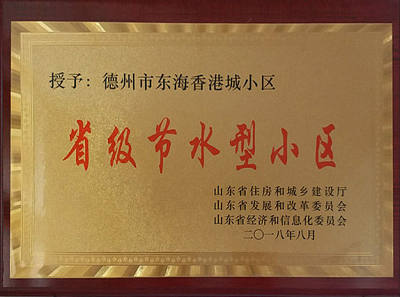 授予：德州市东海香港城小区
省级节水型小区
山东省住房和城乡建设厅
山东省发展和改革委员会
山东省经济和信息化委员会
二〇一八年八月